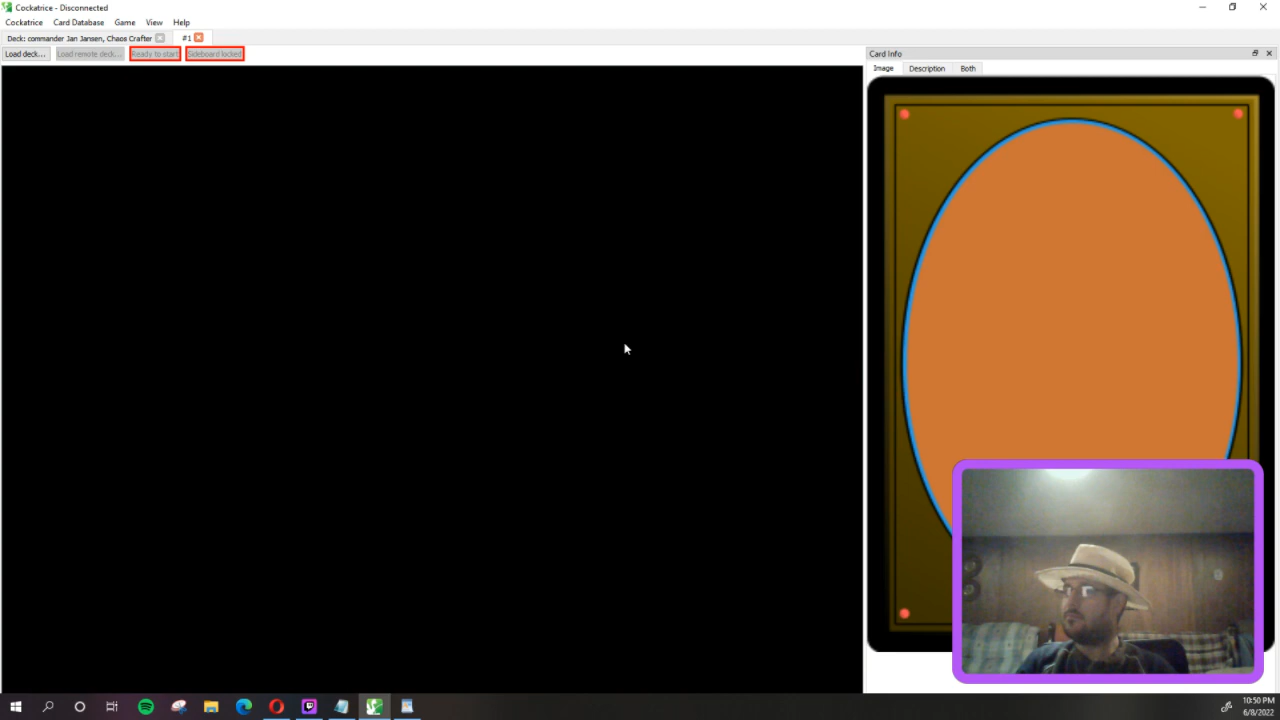 Cockatrice - Disconnected
Cockatrice Card Database Game View Help
Deck: commander Jan Jansen, Chaos Crafter #1
Load deck... Load remote deck... Ready to start Sideboard locked
Card Info
Image Description Both
10:50 PM
6/8/2022